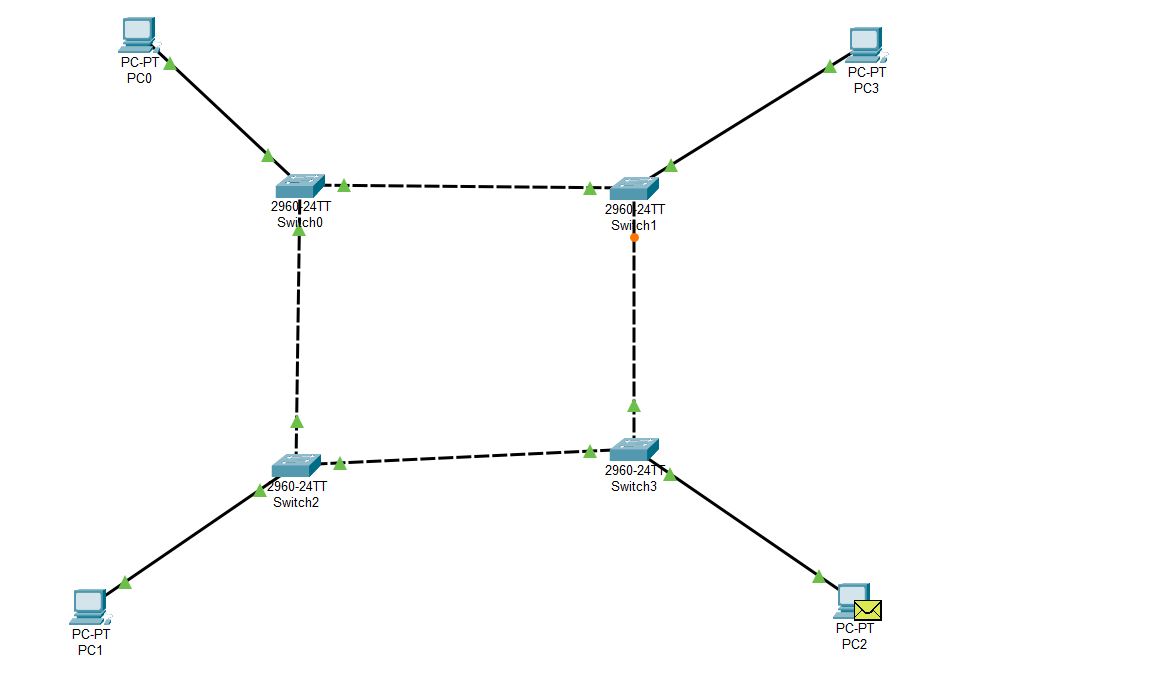 PC-PT
PC0
PC-PT
PC3
2960-24TT
Switch0
2960-24TT
Switch1
2960-24TT
Switch2
2960-24TT
Switch3
PC-PT
PC1
PC-PT
PC2